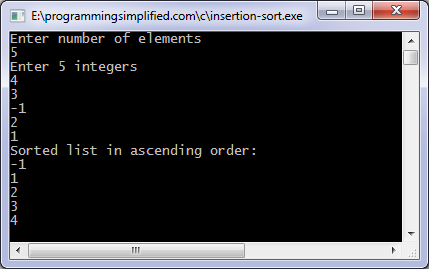 E:\programmingsimplified.com\c\insertion-sort.exe
Enter number of elements
5
Enter 5 integers
4
3
-1
2
1
Sorted list in ascending order:
-1
1
2
3
4